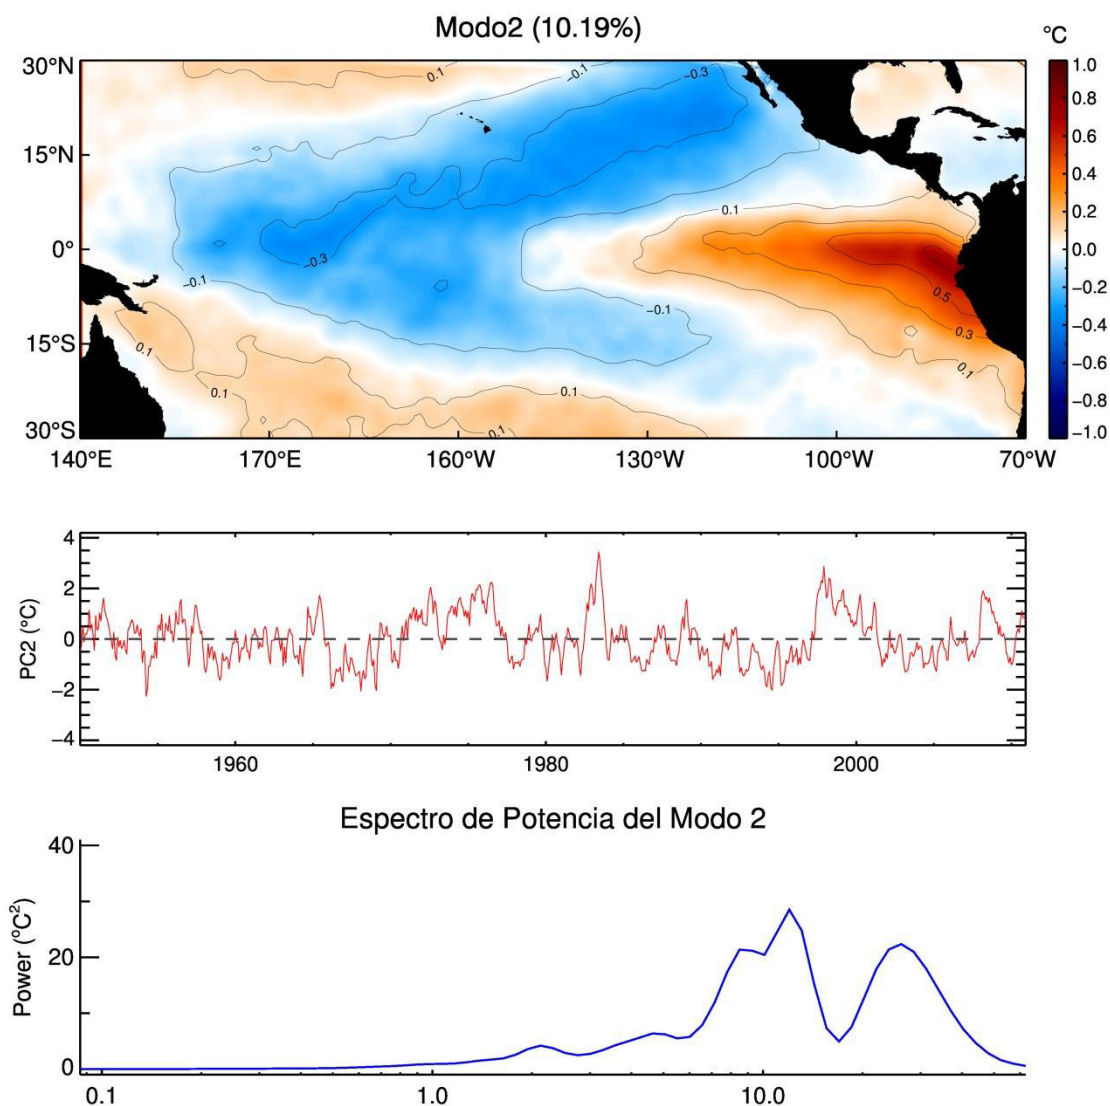 Modo2 (10.19%)
°C
30°N
15°N
0°
15°S
30°S
140°E 170°E 160°W 130°W 100°W 70°W
0.1 −0.1 −0.3
0.1
−0.3
−0.1
−0.1
0.5
0.3
0.1
0.1
0.1
0.1
0.1
1.0
0.8
0.6
0.4
0.2
0.0
−0.2
−0.4
−0.6
−0.8
−1.0
PC2 (°C)
4
2
0
−2
−4
1960 1980 2000
Espectro de Potencia del Modo 2
Power (ºC²)
40
20
0
0.1 1.0 10.0